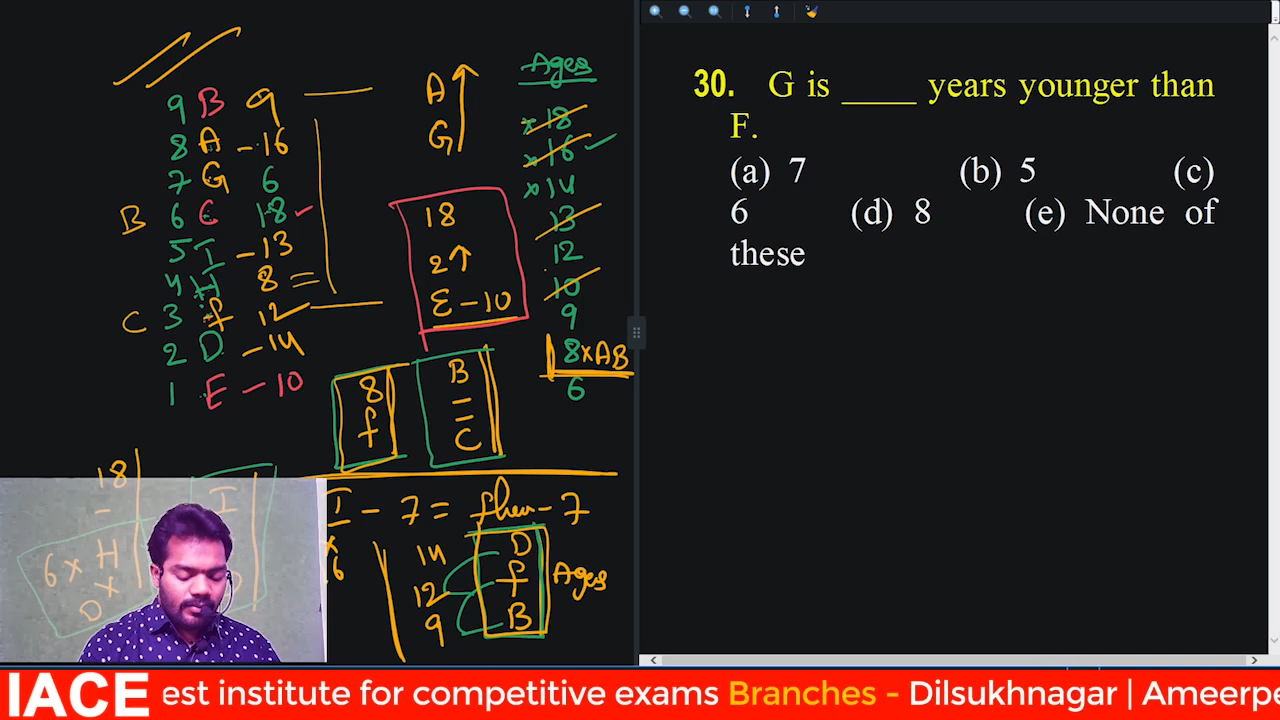 9 B 9
8 A - 16
7 G 6
B 6 C 18 ✓
5 I - 13
4 H 8 =
C 3 f 12
2 D - 14
1 E - 10
A
G
18
2↑
E - 10
Ages
x 18
x 16 ✓
x 14
13
12
10
9
8 x AB
6
8
f
B
–
–
C
18
–
6 x H
x
D
I
D
I - 7 = fhev - 7
x
6
14 D
12 f Ages
9 B
30. G is ____ years younger than
F.
(a) 7 (b) 5 (c)
6 (d) 8 (e) None of
these
IACE est institute for competitive exams Branches - Dilsukhnagar | Ameerpe